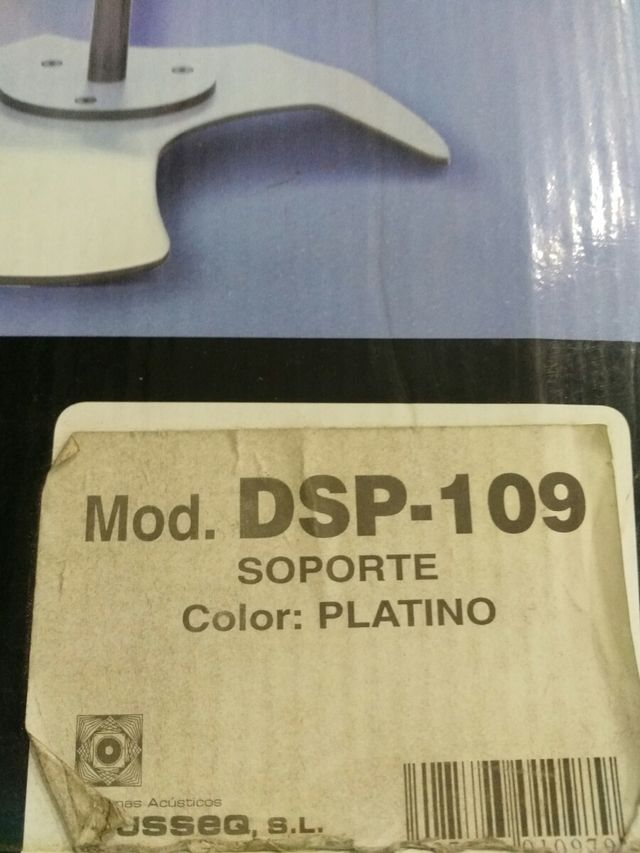 Mod. DSP-109
SOPORTE
Color: PLATINO
Acústicos
S.L.